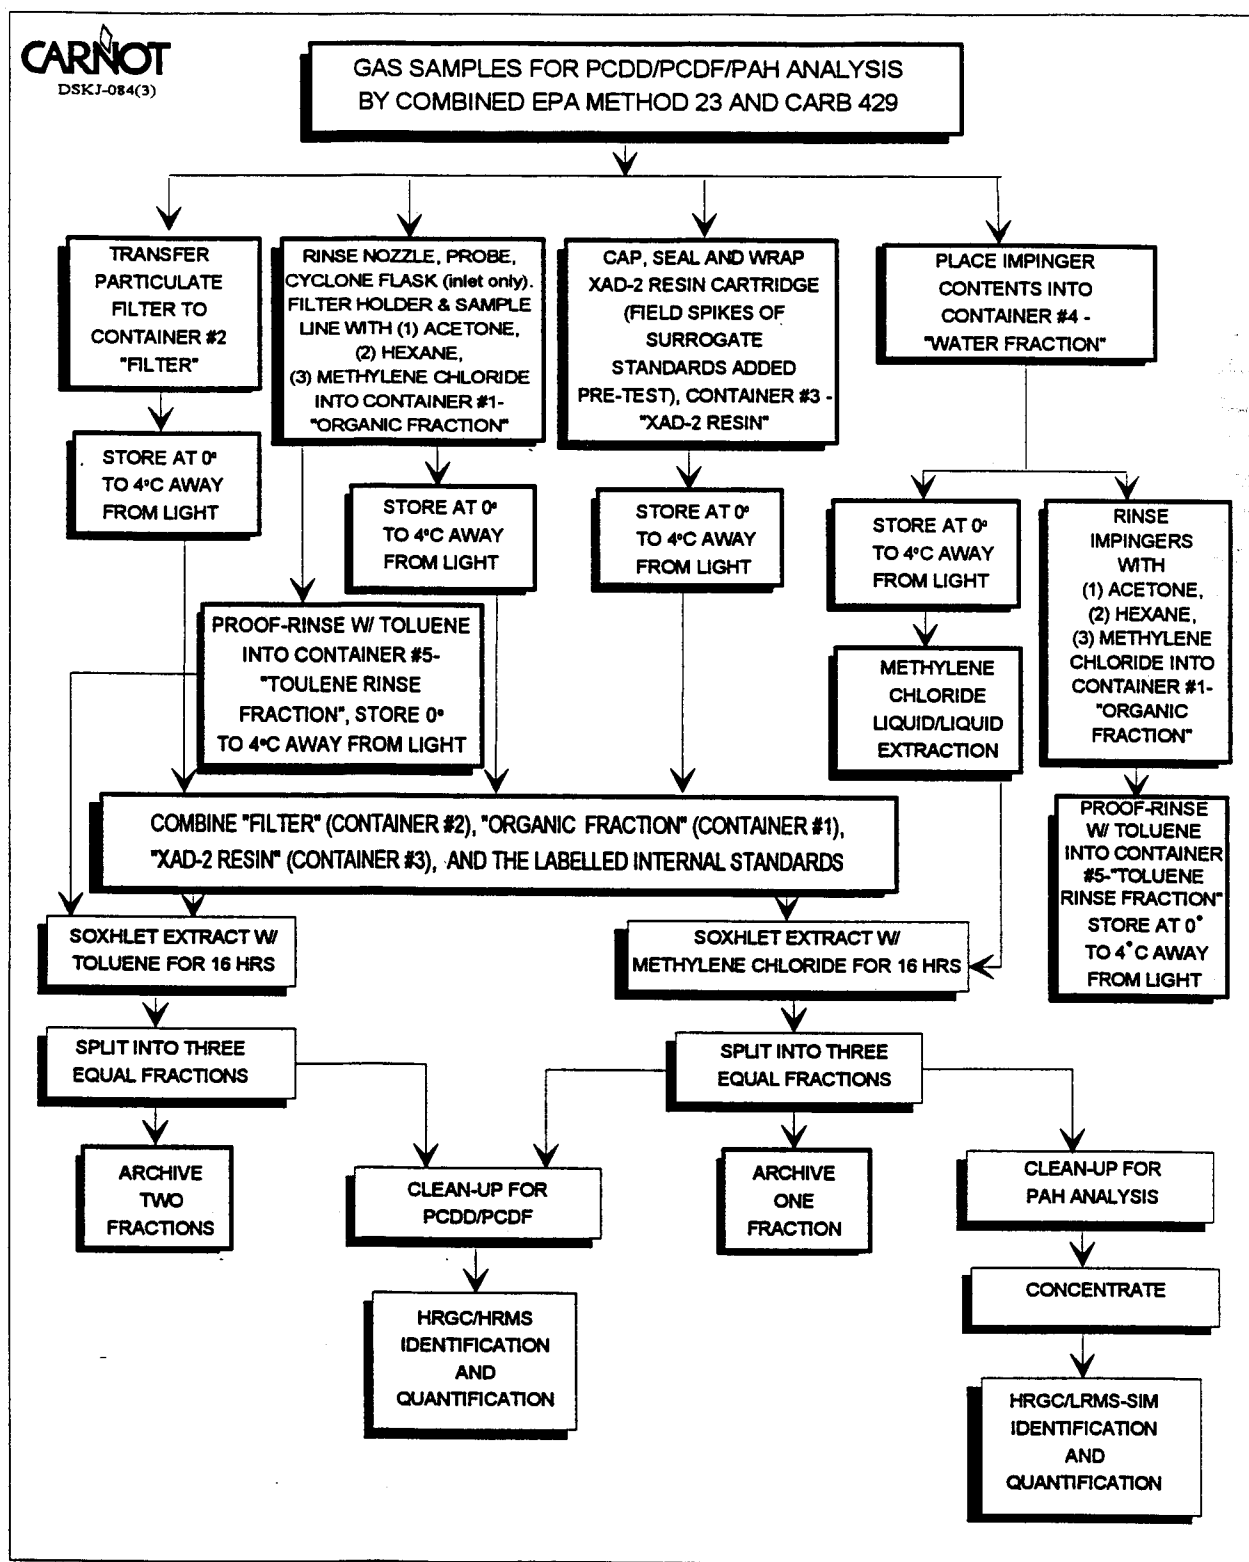 CARNOT
DSKJ-084(3)
GAS SAMPLES FOR PCDD/PCDF/PAH ANALYSIS
BY COMBINED EPA METHOD 23 AND CARB 429
TRANSFER
PARTICULATE
FILTER TO
CONTAINER #2
"FILTER"
RINSE NOZZLE, PROBE,
CYCLONE FLASK (inlet only).
FILTER HOLDER & SAMPLE
LINE WITH (1) ACETONE,
(2) HEXANE,
(3) METHYLENE CHLORIDE
INTO CONTAINER #1-
"ORGANIC FRACTION"
CAP, SEAL AND WRAP
XAD-2 RESIN CARTRIDGE
(FIELD SPIKES OF
SURROGATE
STANDARDS ADDED
PRE-TEST), CONTAINER #3 -
"XAD-2 RESIN"
PLACE IMPINGER
CONTENTS INTO
CONTAINER #4 -
"WATER FRACTION"
STORE AT 0°
TO 4°C AWAY
FROM LIGHT
STORE AT 0°
TO 4°C AWAY
FROM LIGHT
STORE AT 0°
TO 4°C AWAY
FROM LIGHT
STORE AT 0°
TO 4°C AWAY
FROM LIGHT
RINSE
IMPINGERS
WITH
(1) ACETONE,
(2) HEXANE,
(3) METHYLENE
CHLORIDE INTO
CONTAINER #1-
"ORGANIC
FRACTION"
PROOF-RINSE W/ TOLUENE
INTO CONTAINER #5-
"TOULENE RINSE
FRACTION", STORE 0°
TO 4°C AWAY FROM LIGHT
METHYLENE
CHLORIDE
LIQUID/LIQUID
EXTRACTION
COMBINE "FILTER" (CONTAINER #2), "ORGANIC FRACTION" (CONTAINER #1),
"XAD-2 RESIN" (CONTAINER #3), AND THE LABELLED INTERNAL STANDARDS
PROOF-RINSE
W/ TOLUENE
INTO CONTAINER
#5-"TOLUENE
RINSE FRACTION"
STORE AT 0°
TO 4°C AWAY
FROM LIGHT
SOXHLET EXTRACT W/
TOLUENE FOR 16 HRS
SOXHLET EXTRACT W/
METHYLENE CHLORIDE FOR 16 HRS
SPLIT INTO THREE
EQUAL FRACTIONS
SPLIT INTO THREE
EQUAL FRACTIONS
ARCHIVE
TWO
FRACTIONS
CLEAN-UP FOR
PCDD/PCDF
ARCHIVE
ONE
FRACTION
CLEAN-UP FOR
PAH ANALYSIS
CONCENTRATE
HRGC/HRMS
IDENTIFICATION
AND
QUANTIFICATION
HRGC/LRMS-SIM
IDENTIFICATION
AND
QUANTIFICATION